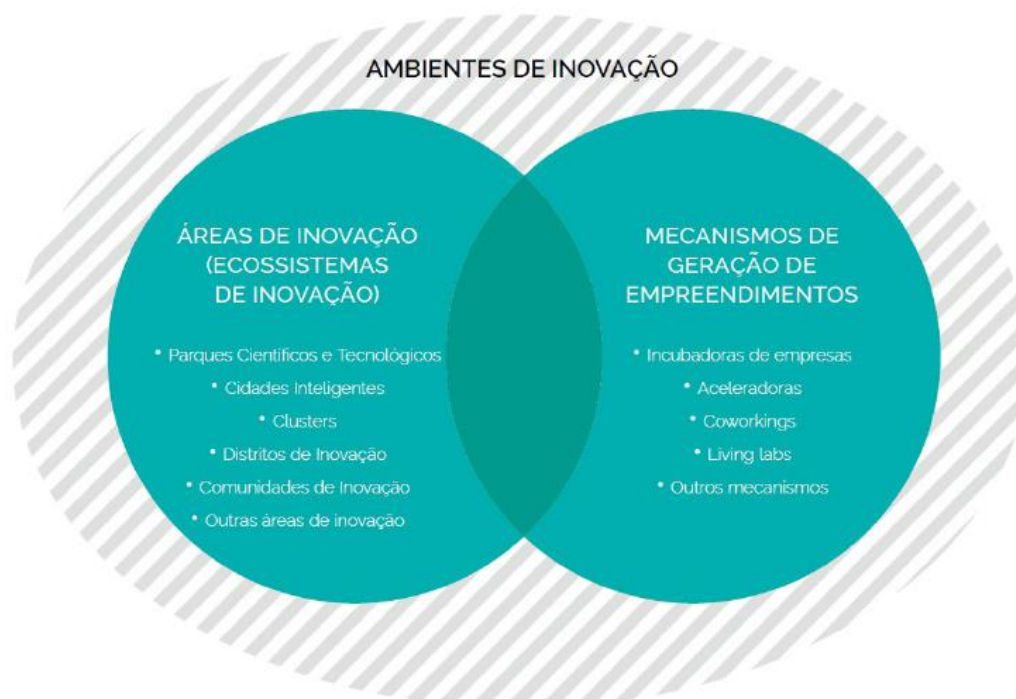 AMBIENTES DE INOVAÇÃO
ÁREAS DE INOVAÇÃO
(ECOSSISTEMAS
DE INOVAÇÃO)
• Parques Científicos e Tecnológicos
• Cidades Inteligentes
• Clusters
• Distritos de Inovação
• Comunidades de Inovação
• Outras áreas de inovação
MECANISMOS DE
GERAÇÃO DE
EMPREENDIMENTOS
• Incubadoras de empresas
• Aceleradoras
• Coworkings
• Living labs
• Outros mecanismos